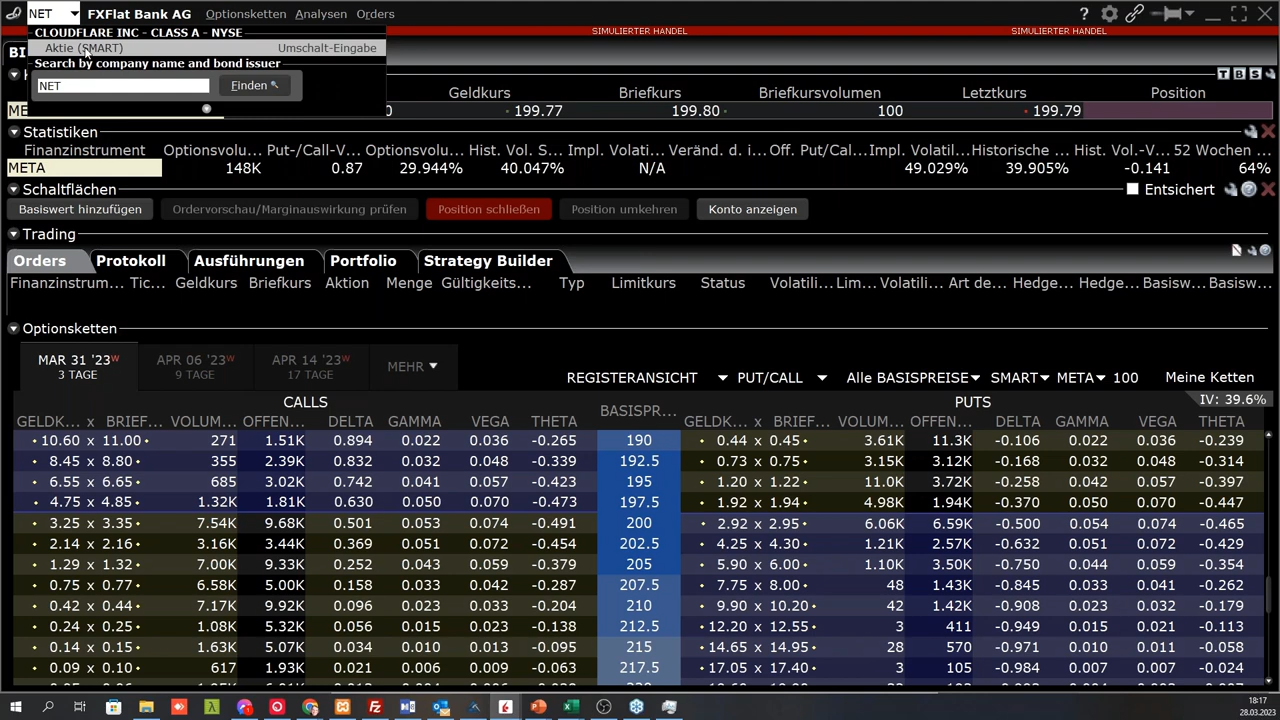 NET FXFlat Bank AG Optionsketten Analysen Orders
CLOUDFLARE INC - CLASS A - NYSE SIMULIERTER HANDEL SIMULIERTER HANDEL
Aktie (SMART) Umschalt-Eingabe
Search by company name and bond issuer
NET Finden
T B S
Geldkurs Briefkurs Briefkursvolumen Letztkurs Position
199.77 199.80 100 199.79
Statistiken
Finanzinstrument Optionsvolu... Put-/Call-V... Optionsvolu... Hist. Vol. S... Impl. Volati... Veränd. d. i... Off. Put/Cal... Impl. Volatil... Historische ... Hist. Vol.-V... 52 Wochen ...
META 148K 0.87 29.944% 40.047% N/A 49.029% 39.905% -0.141 64%
Schaltflächen Entsichert
Basiswert hinzufügen Ordervorschau/Marginauswirkung prüfen Position schließen Position umkehren Konto anzeigen
Trading
Orders Protokoll Ausführungen Portfolio Strategy Builder
Finanzinstrum... Tic... Geldkurs Briefkurs Aktion Menge Gültigkeits... Typ Limitkurs Status Volatili... Lim... Volatili... Art de... Hedge... Hedge... Basisw... Basisw...
Optionsketten
MAR 31 '23W APR 06 '23W APR 14 '23W MEHR
3 TAGE 9 TAGE 17 TAGE
REGISTERANSICHT PUT/CALL Alle BASISPREISE SMART META 100 Meine Ketten
CALLS PUTS IV: 39.6%
GELDK... x BRIEF... VOLUM... OFFEN... DELTA GAMMA VEGA THETA BASISPR... GELDK... x BRIEF... VOLUM... OFFEN... DELTA GAMMA VEGA THETA
10.60 x 11.00 271 1.51K 0.894 0.022 0.036 -0.265 190 0.44 x 0.45 3.61K 11.3K -0.106 0.022 0.036 -0.239
8.45 x 8.80 355 2.39K 0.832 0.032 0.048 -0.339 192.5 0.73 x 0.75 3.15K 3.12K -0.168 0.032 0.048 -0.314
6.55 x 6.65 685 3.02K 0.742 0.041 0.057 -0.423 195 1.20 x 1.22 11.0K 3.72K -0.258 0.042 0.057 -0.397
4.75 x 4.85 1.32K 1.81K 0.630 0.050 0.070 -0.473 197.5 1.92 x 1.94 4.98K 1.94K -0.370 0.050 0.070 -0.447
3.25 x 3.35 7.54K 9.68K 0.501 0.053 0.074 -0.491 200 2.92 x 2.95 6.06K 6.59K -0.500 0.054 0.074 -0.465
2.14 x 2.16 3.16K 3.44K 0.369 0.051 0.072 -0.454 202.5 4.25 x 4.30 1.21K 2.57K -0.632 0.051 0.072 -0.429
1.29 x 1.32 7.00K 9.33K 0.252 0.043 0.059 -0.379 205 5.90 x 6.00 1.10K 3.50K -0.750 0.044 0.059 -0.354
0.75 x 0.77 6.58K 5.00K 0.158 0.033 0.042 -0.287 207.5 7.75 x 8.00 48 1.43K -0.845 0.033 0.041 -0.262
0.42 x 0.44 7.17K 9.92K 0.096 0.023 0.033 -0.204 210 9.90 x 10.20 42 1.42K -0.908 0.023 0.032 -0.179
0.24 x 0.25 1.08K 5.32K 0.056 0.015 0.023 -0.138 212.5 12.20 x 12.55 3 411 -0.949 0.015 0.021 -0.113
0.14 x 0.15 1.63K 5.07K 0.034 0.010 0.013 -0.095 215 14.65 x 14.95 28 570 -0.971 0.010 0.014 -0.058
0.09 x 0.10 617 1.93K 0.021 0.006 0.009 -0.063 217.5 17.05 x 17.40 3 105 -0.984 0.007 0.007 -0.024
18:17
28.03.2023